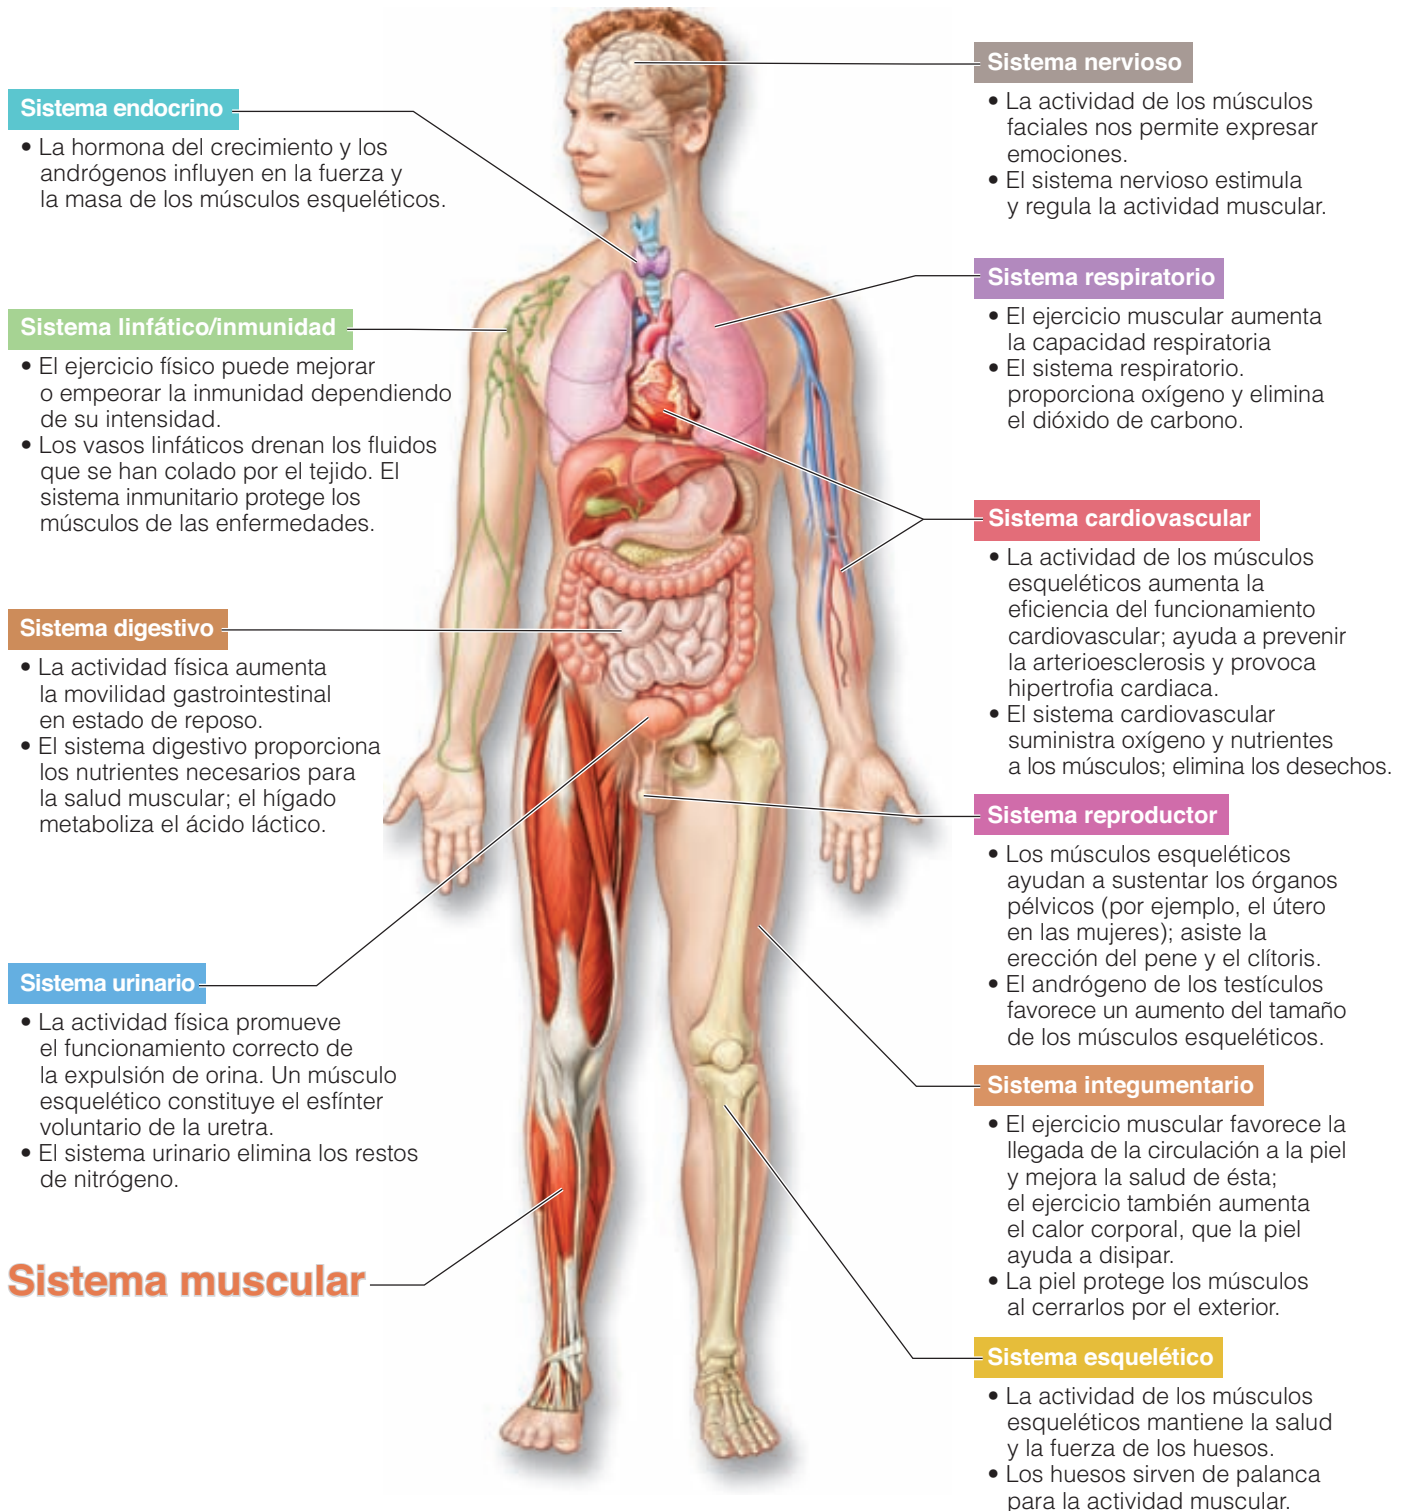 Sistema endocrino
• La hormona del crecimiento y los
andrógenos influyen en la fuerza y
la masa de los músculos esqueléticos.
Sistema linfático/inmunidad
• El ejercicio físico puede mejorar
o empeorar la inmunidad dependiendo
de su intensidad.
• Los vasos linfáticos drenan los fluidos
que se han colado por el tejido. El
sistema inmunitario protege los
músculos de las enfermedades.
Sistema digestivo
• La actividad física aumenta
la movilidad gastrointestinal
en estado de reposo.
• El sistema digestivo proporciona
los nutrientes necesarios para
la salud muscular; el hígado
metaboliza el ácido láctico.
Sistema urinario
• La actividad física promueve
el funcionamiento correcto de
la expulsión de orina. Un músculo
esquelético constituye el esfínter
voluntario de la uretra.
• El sistema urinario elimina los restos
de nitrógeno.
Sistema muscular
Sistema nervioso
• La actividad de los músculos
faciales nos permite expresar
emociones.
• El sistema nervioso estimula
y regula la actividad muscular.
Sistema respiratorio
• El ejercicio muscular aumenta
la capacidad respiratoria
• El sistema respiratorio.
proporciona oxígeno y elimina
el dióxido de carbono.
Sistema cardiovascular
• La actividad de los músculos
esqueléticos aumenta la
eficiencia del funcionamiento
cardiovascular; ayuda a prevenir
la arterioesclerosis y provoca
hipertrofia cardiaca.
• El sistema cardiovascular
suministra oxígeno y nutrientes
a los músculos; elimina los desechos.
Sistema reproductor
• Los músculos esqueléticos
ayudan a sustentar los órganos
pélvicos (por ejemplo, el útero
en las mujeres); asiste la
erección del pene y el clítoris.
• El andrógeno de los testículos
favorece un aumento del tamaño
de los músculos esqueléticos.
Sistema integumentario
• El ejercicio muscular favorece la
llegada de la circulación a la piel
y mejora la salud de ésta;
el ejercicio también aumenta
el calor corporal, que la piel
ayuda a disipar.
• La piel protege los músculos
al cerrarlos por el exterior.
Sistema esquelético
• La actividad de los músculos
esqueléticos mantiene la salud
y la fuerza de los huesos.
• Los huesos sirven de palanca
para la actividad muscular.